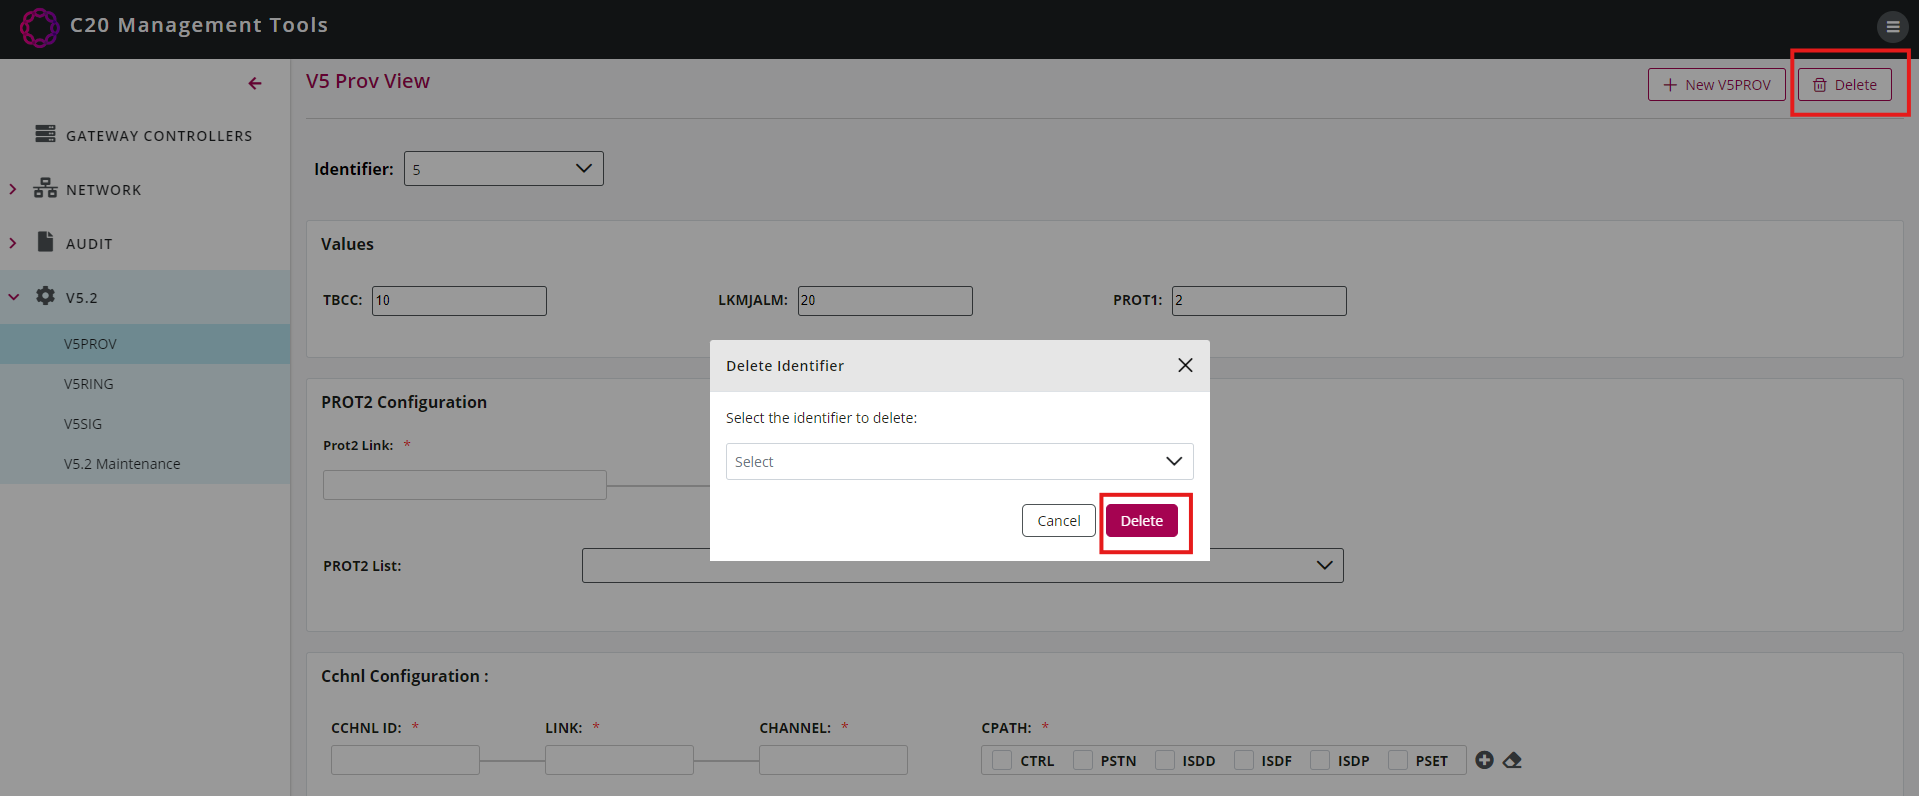 C20 Management Tools
V5 Prov View
New V5PROV
Delete
GATEWAY CONTROLLERS
NETWORK
AUDIT
V5.2
V5PROV
V5RING
V5SIG
V5.2 Maintenance
Identifier: 5
Values
TBCC: 10 LKMJALM: 20 PROT1: 2
PROT2 Configuration
Prot2 Link: *
PROT2 List:
Delete Identifier
Select the identifier to delete:
Select
Cancel Delete
Cchnl Configuration :
CCHNL ID: * LINK: * CHANNEL: * CPATH: *
CTRL PSTN ISDD ISDF ISDP PSET